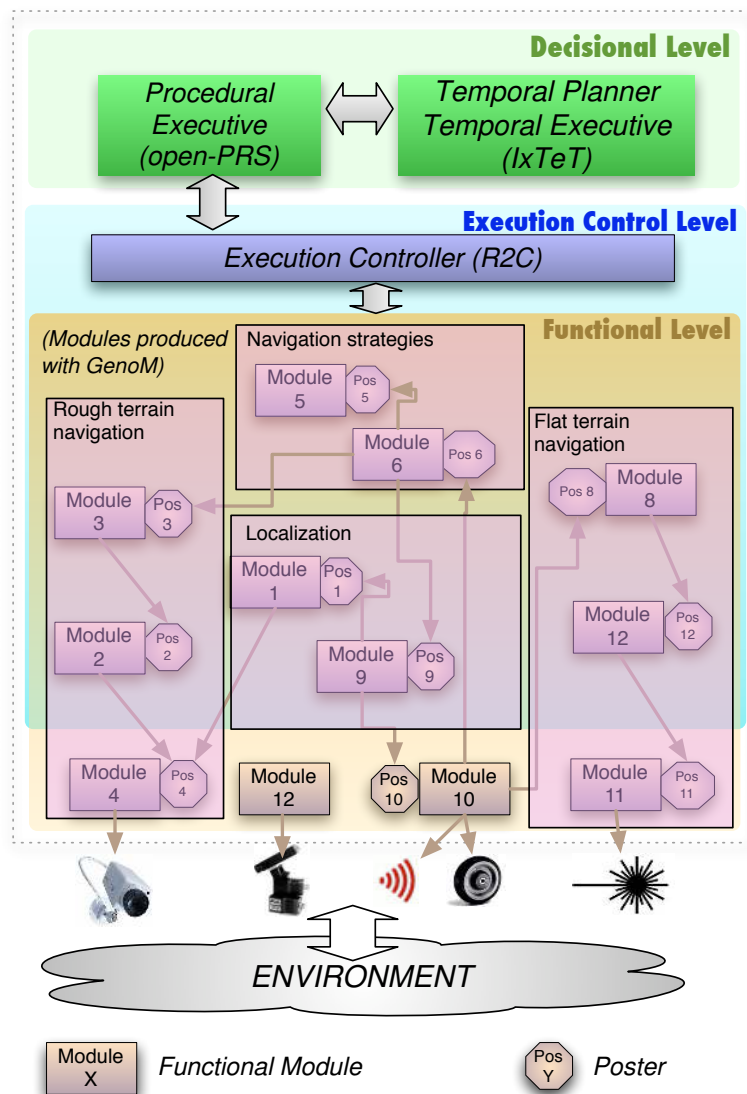 Decisional Level
Procedural
Executive
(open-PRS)
Temporal Planner
Temporal Executive
(IxTeT)
Execution Control Level
Execution Controller (R2C)
Functional Level
(Modules produced
with GenoM)
Navigation strategies
Module
5
Pos
5
Module
6
Pos 6
Rough terrain
navigation
Module
3
Pos
3
Module
2
Pos
2
Module
4
Pos
4
Localization
Module
1
Pos
1
Module
9
Pos
9
Flat terrain
navigation
Pos 8
Module
8
Module
12
Pos
12
Module
11
Pos
11
Module
12
Pos
10
Module
10
ENVIRONMENT
Module
X
Functional Module
Pos
Y
Poster